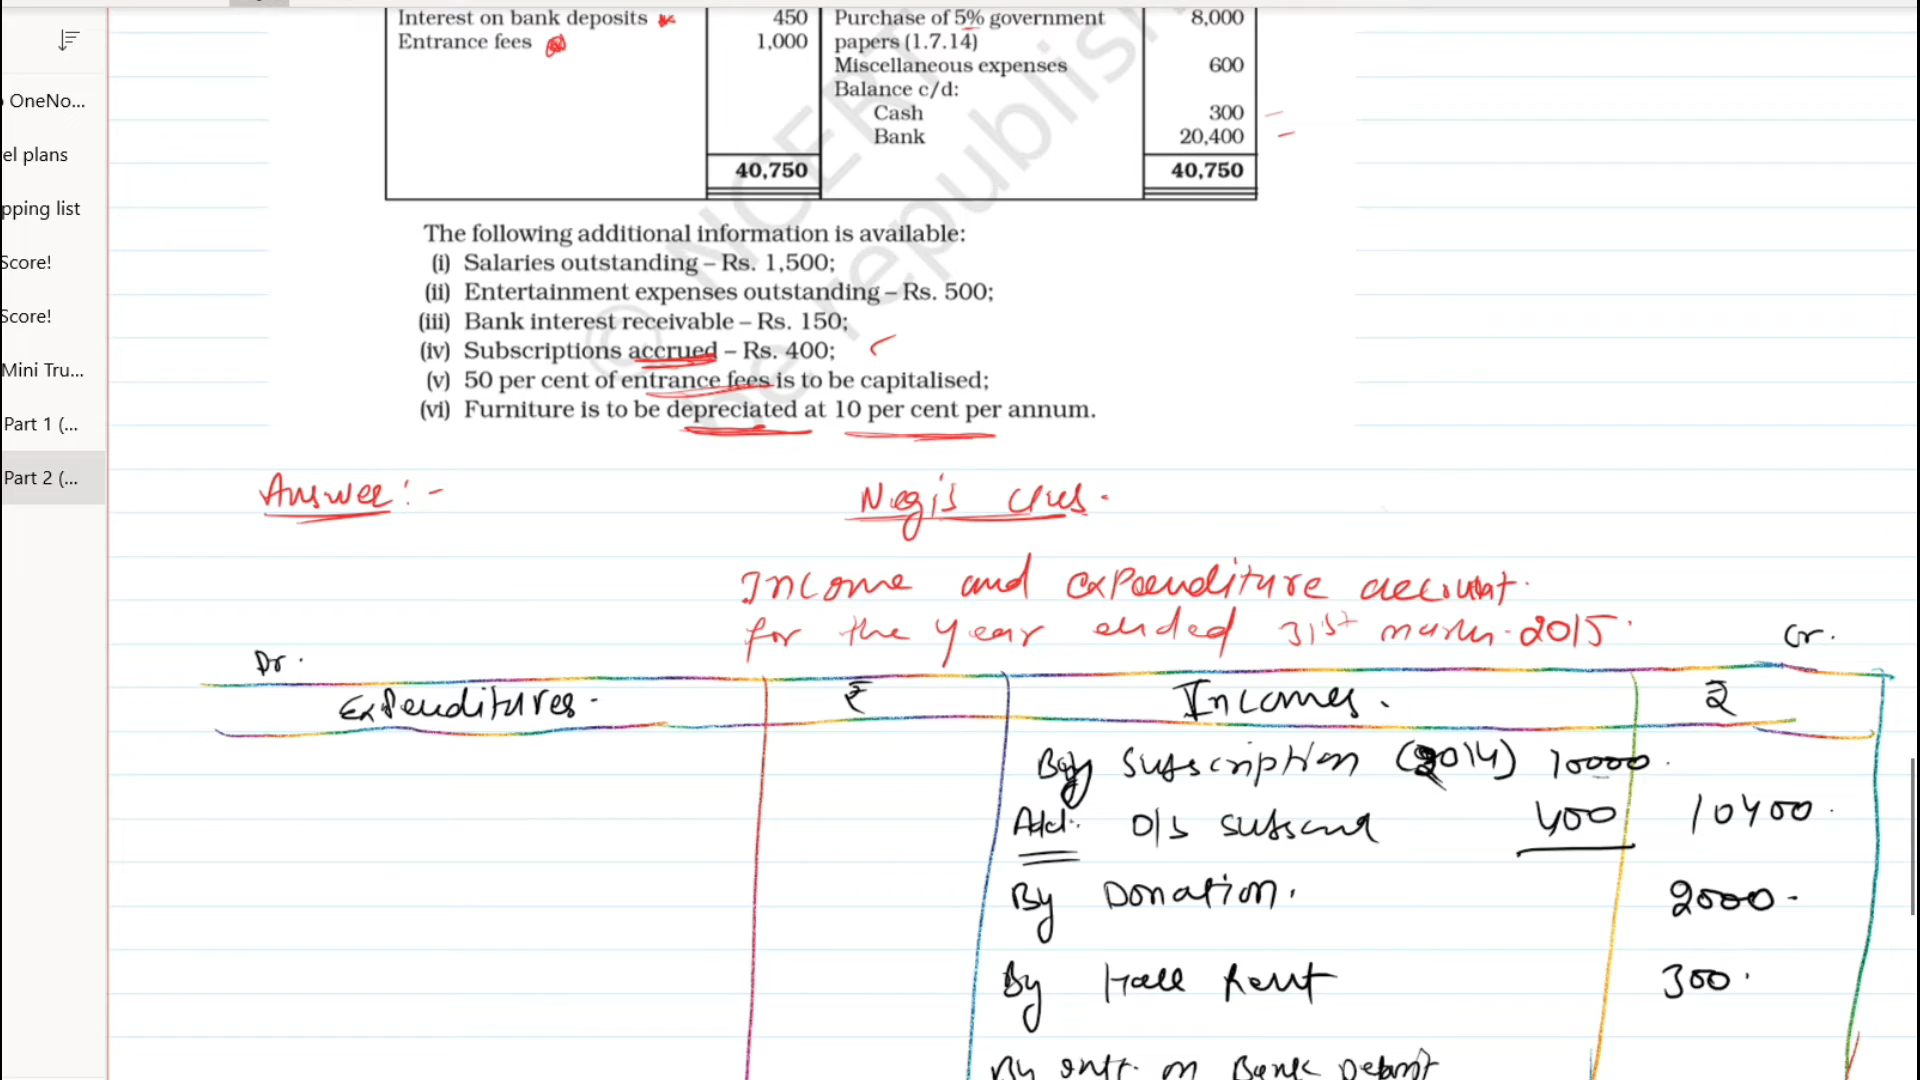 Interest on bank deposits 450 Purchase of 5% government 8,000
Entrance fees 1,000 papers (1.7.14)
Miscellaneous expenses 600
Balance c/d:
Cash 300
Bank 20,400
40,750 40,750
The following additional information is available:
(i) Salaries outstanding – Rs. 1,500;
(ii) Entertainment expenses outstanding – Rs. 500;
(iii) Bank interest receivable – Rs. 150;
(iv) Subscriptions accrued – Rs. 400;
(v) 50 per cent of entrance fees is to be capitalised;
(vi) Furniture is to be depreciated at 10 per cent per annum.
© NCERT
be republish
OneNo...
el plans
pping list
Score!
Score!
Mini Tru...
Part 1 (...
Part 2 (...
Answer:-
Income and expenditure account.
for the year ended 31st march-2015.
Dr. Cr.
Expenditures. ₹ Incomes. ₹
By Subscription (2014) 10000.
Add: O/s 400 10400.
By Donation. 2000-
By Hall Rent 300.
By on Bank